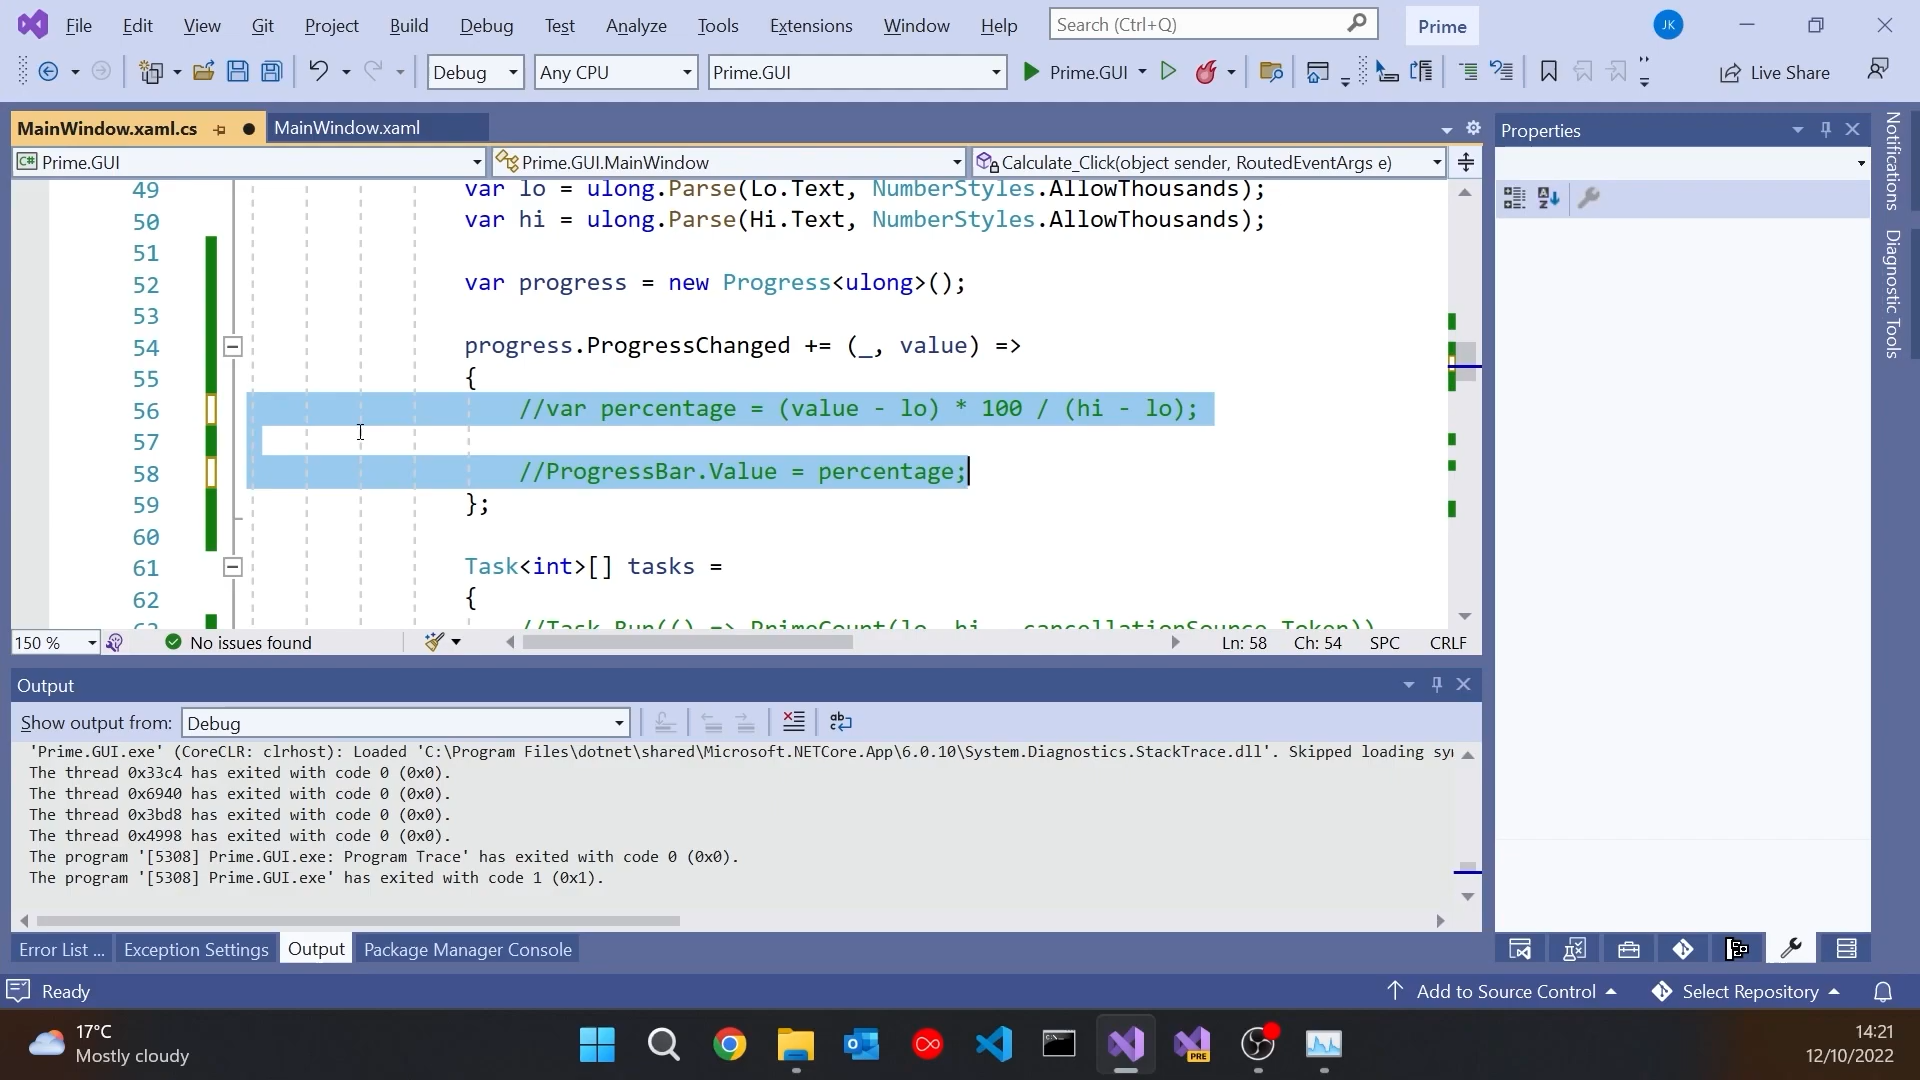 File Edit View Git Project Build Debug Test Analyze Tools Extensions Window Help Search (Ctrl+Q) Prime JK
Debug Any CPU Prime.GUI Prime.GUI Live Share
MainWindow.xaml.cs MainWindow.xaml
C# Prime.GUI Prime.GUI.MainWindow Calculate_Click(object sender, RoutedEventArgs e)
49 var lo = ulong.Parse(Lo.Text, NumberStyles.AllowThousands);
50 var hi = ulong.Parse(Hi.Text, NumberStyles.AllowThousands);
51
52 var progress = new Progress<ulong>();
53
54 progress.ProgressChanged += (_, value) =>
55 {
56 //var percentage = (value - lo) * 100 / (hi - lo);
57
58 //ProgressBar.Value = percentage;
59 };
60
61 Task<int>[] tasks =
62 {
63 //Task.Run(() => PrimeCount(lo, hi, cancellationSource.Token))
150 % No issues found Ln: 58 Ch: 54 SPC CRLF
Output
Show output from: Debug
'Prime.GUI.exe' (CoreCLR: clrhost): Loaded 'C:\Program Files\dotnet\shared\Microsoft.NETCore.App\6.0.10\System.Diagnostics.StackTrace.dll'. Skipped loading sy
The thread 0x33c4 has exited with code 0 (0x0).
The thread 0x6940 has exited with code 0 (0x0).
The thread 0x3bd8 has exited with code 0 (0x0).
The thread 0x4998 has exited with code 0 (0x0).
The program '[5308] Prime.GUI.exe: Program Trace' has exited with code 0 (0x0).
The program '[5308] Prime.GUI.exe' has exited with code 1 (0x1).
Error List ... Exception Settings Output Package Manager Console
Properties
Notifications
Diagnostic Tools
Ready Add to Source Control Select Repository
17°C
Mostly cloudy
PRE
14:21
12/10/2022